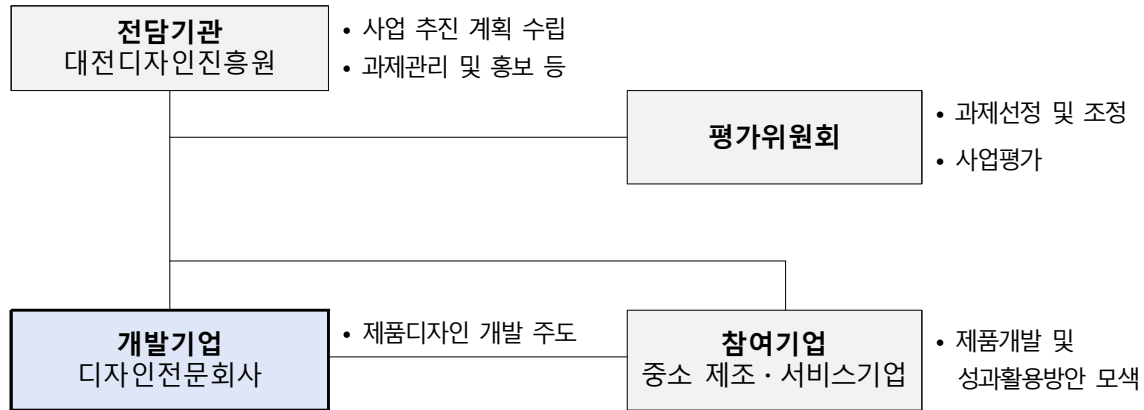 전담기관
대전디자인진흥원
• 사업 추진 계획 수립
• 과제관리 및 홍보 등
평가위원회
• 과제선정 및 조정
• 사업평가
개발기업
디자인전문회사
• 제품디자인 개발 주도
참여기업
중소 제조·서비스기업
• 제품개발 및
성과활용방안 모색